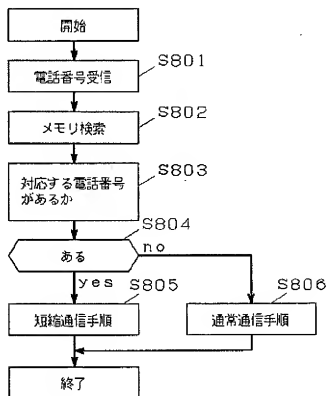 開始
S801
電話番号受信
S802
メモリ検索
S803
対応する電話番号
があるか
S804
ある
no
yes
S805
S806
短縮通信手順
通常通信手順
終了